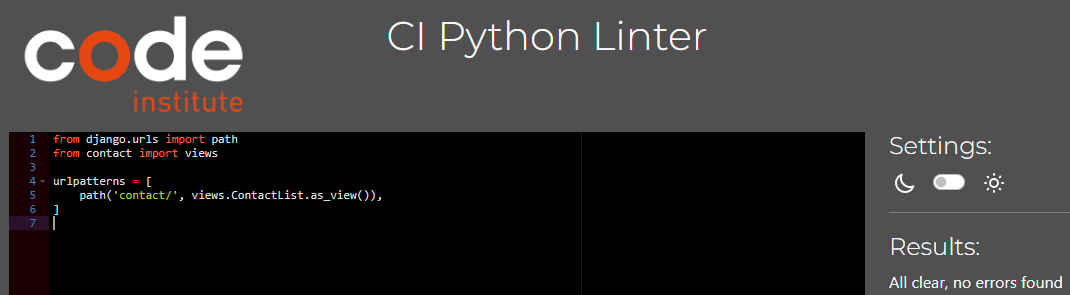 code
institute
CI Python Linter
1 from django.urls import path
2 from contact import views
3
4 urlpatterns = [
5     path('contact/', views.ContactList.as_view()),
6 ]
7
Settings:
Results:
All clear, no errors found